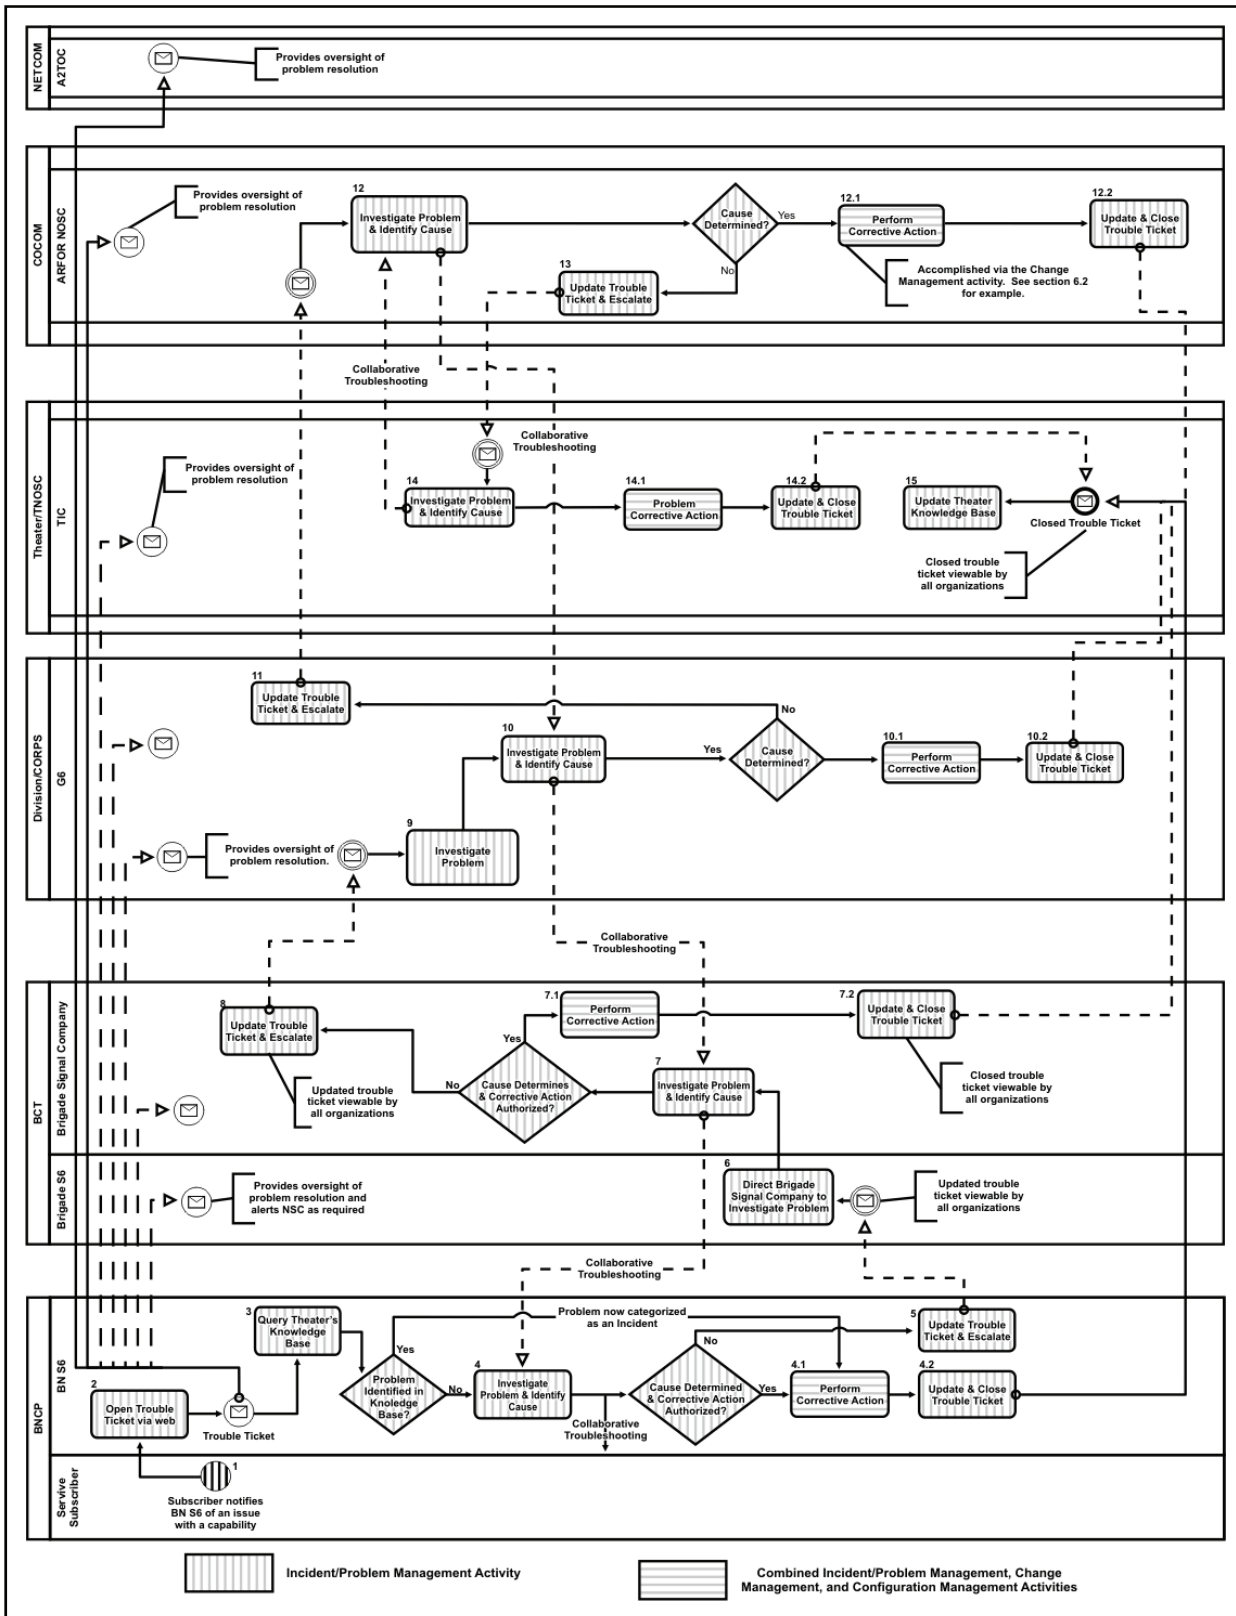 NETCOM
A2TOC
Provides oversight of
problem resolution
COCOM
ARFOR NOSC
Provides oversight of
problem resolution
12
Investigate Problem
& Identify Cause
Cause
Determined?
Yes
No
12.1
Perform
Corrective Action
12.2
Update & Close
Trouble Ticket
13
Update Trouble
Ticket & Escalate
Accomplished via the Change
Management activity. See section 6.2
for example.
Collaborative
Troubleshooting
Theater/TNOSC
TIC
Provides oversight of
problem resolution
Collaborative
Troubleshooting
14
Investigate Problem
& Identify Cause
14.1
Problem
Corrective Action
14.2
Update & Close
Trouble Ticket
15
Update Theater
Knowledge Base
Closed Trouble Ticket
Closed trouble
ticket viewable by
all organizations
Division/CORPS
G6
11
Update Trouble
Ticket & Escalate
No
10
Investigate Problem
& Identify Cause
Yes
Cause
Determined?
10.1
Perform
Corrective Action
10.2
Update & Close
Trouble Ticket
9
Investigate
Problem
Provides oversight of
problem resolution.
Collaborative
Troubleshooting
BCT
Brigade Signal Company
8
Update Trouble
Ticket & Escalate
7.1
Perform
Corrective Action
7.2
Update & Close
Trouble Ticket
Yes
No
Cause Determines
& Corrective Action
Authorized?
7
Investigate Problem
& Identify Cause
Updated trouble
ticket viewable by
all organizations
Closed trouble
ticket viewable by
all organizations
Brigade S6
Provides oversight of
problem resolution and
alerts NSC as required
6
Direct Brigade
Signal Company to
Investigate Problem
Updated trouble
ticket viewable by
all organizations
Collaborative
Troubleshooting
BNCP
BN S6
3
Query Theater's
Knowledge
Base
Problem now categorized
as an Incident
5
Update Trouble
Ticket & Escalate
Yes
No
2
Open Trouble
Ticket via web
Trouble Ticket
Problem
Identified in
Knoledge
Base?
No
4
Investigate
Problem & Identify
Cause
Cause Determined
& Corrective Action
Authorized?
Yes
4.1
Perform
Corrective Action
4.2
Update & Close
Trouble Ticket
Collaborative
Troubleshooting
Servive
Subscriber
1
Subscriber notifies
BN S6 of an issue
with a capability
Incident/Problem Management Activity
Combined Incident/Problem Management, Change
Management, and Configuration Management Activities